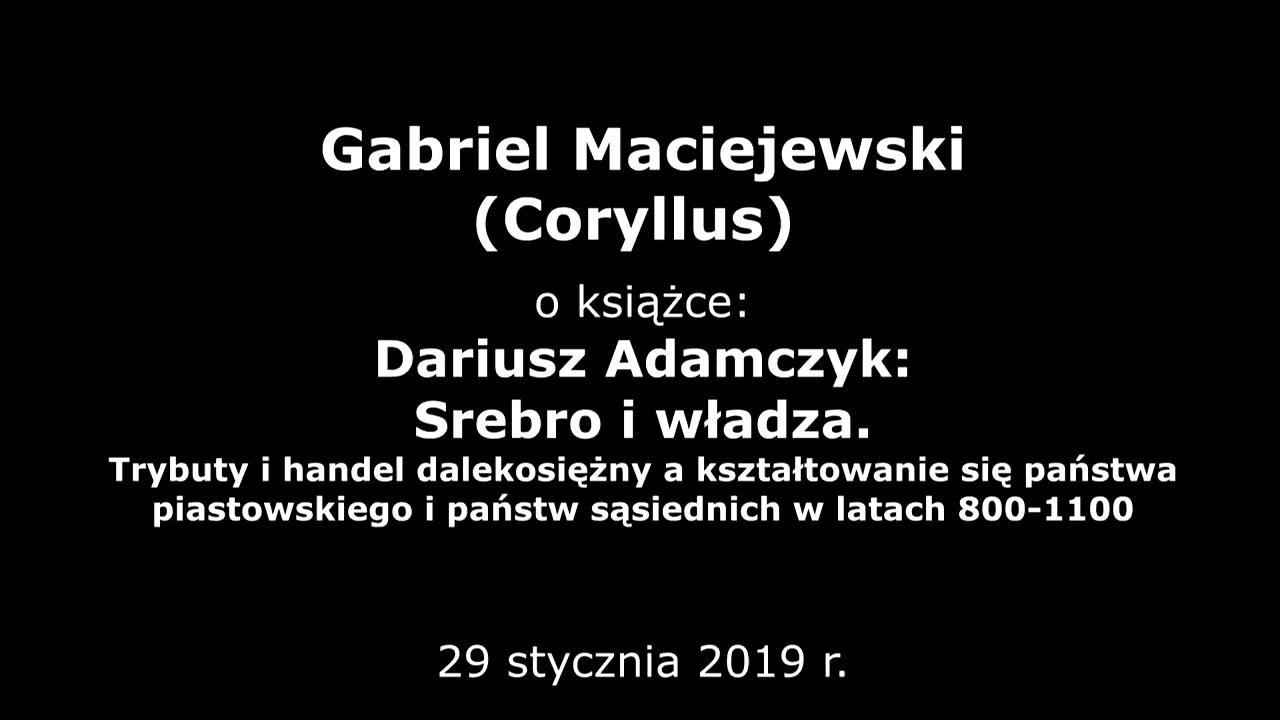 Gabriel Maciejewski
(Coryllus)
o książce:
Dariusz Adamczyk:
Srebro i władza.
Trybuty i handel dalekosiężny a kształtowanie się państwa
piastowskiego i państw sąsiednich w latach 800-1100
29 stycznia 2019 r.